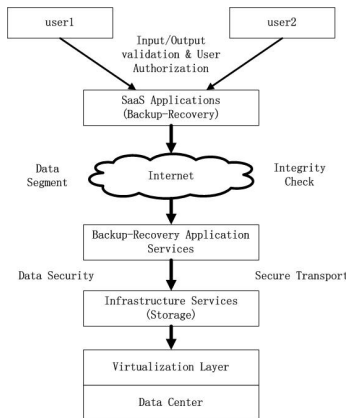 user1
user2
Input/Output
validation & User
Authorization
SaaS Applications
(Backup-Recovery)
Data
Segment
Internet
Integrity
Check
Backup-Recovery Application
Services
Data Security
Secure Transport
Infrastructure Services
(Storage)
Virtualization Layer
Data Center